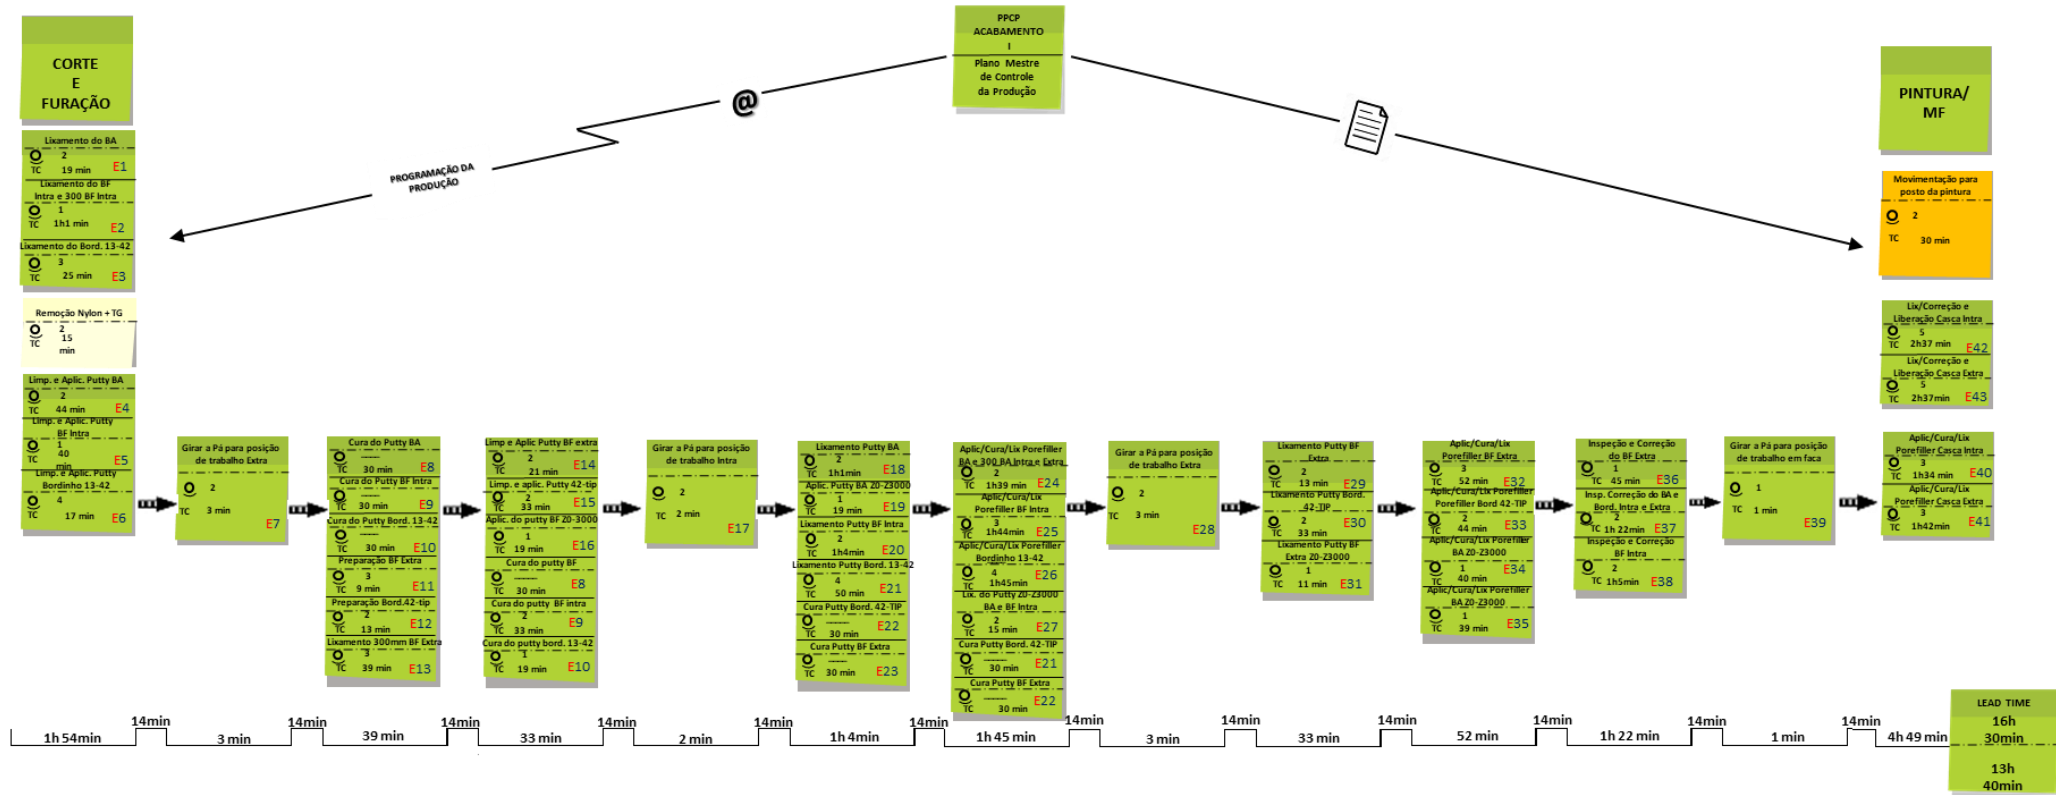 PPCP
ACABAMENTO
I
Plano Mestre
de Controle
da Produção
@
PROGRAMAÇÃO DA
PRODUÇÃO
CORTE
E
FURAÇÃO
Lixamento do BA
2
TC 19 min E1
Lixamento do BF
Intra e 300 BF Intra
1
TC 1h1 min E2
Lixamento do Bord. 13-42
3
TC 25 min E3
Remoção Nylon + TG
2
TC 15
min
Limp. e Aplic. Putty BA
2
TC 44 min E4
Limp. e Aplic. Putty
BF Intra
1
TC 40
min E5
Limp. e Aplic. Putty
Bordinho 13-42
4
TC 17 min E6
Girar a Pá para posição
de trabalho Extra
2
TC 3 min
E7
Cura do Putty BA
TC 30 min E8
Cura do Putty BF Intra
TC 30 min E9
Cura do Putty Bord. 13-42
TC 30 min E10
Preparação BF Extra
3
TC 9 min E11
Preparação Bord.42-tip
2
TC 13 min E12
Lixamento 300mm BF Extra
3
TC 39 min E13
Limp e Aplic Putty BF extra
2
TC 21 min E14
Limp. e aplic. Putty 42-tip
2
TC 33 min E15
Aplic. do putty BF Z0-3000
1
TC 19 min E16
Cura do putty BF
TC 30 min E8
Cura do putty BF intra
2
TC 33 min E9
Cura do putty bord. 13-42
1
TC 19 min E10
Girar a Pá para posição
de trabalho Intra
2
TC 2 min
E17
Lixamento Putty BA
2
TC 1h1min E18
Aplic. Putty BA Z0-Z3000
1
TC 19 min E19
Lixamento Putty BF Intra
2
TC 1h4min E20
Lixamento Putty Bord. 13-42
4
TC 50 min E21
Cura Putty Bord. 42-TIP
TC 30 min E22
Cura Putty BF Extra
TC 30 min E23
Aplic/Cura/Lix Porefiller
BA e 300 BA Intra e Extra
2
TC 1h39 min E24
Aplic/Cura/Lix
Porefiller BF Intra
3
TC 1h44min E25
Aplic/Cura/Lix Porefiller
Bordinho 13-42
4
TC 1h45min E26
Lix. do Putty Z0-Z3000
BA e BF Intra
2
TC 15 min E27
Cura Putty Bord. 42-TIP
TC 30 min E21
Cura Putty BF Extra
TC 30 min E22
Girar a Pá para posição
de trabalho Extra
2
TC 3 min
E28
Lixamento Putty BF
Extra
2
TC 13 min E29
Lixamento Putty Bord.
42-TIP
2
TC 33 min E30
Lixamento Putty BF
Extra Z0-Z3000
1
TC 11 min E31
Aplic/Cura/Lix
Porefiller BF Extra
3
TC 52 min E32
Aplic/Cura/Lix Porefiller
Porefiller Bord 42-TIP
2
TC 44 min E33
Aplic/Cura/Lix Porefiller
BA Z0-Z3000
1
TC 40 min E34
Aplic/Cura/Lix Porefiller
BA Z0-Z3000
1
TC 39 min E35
Inspeção e Correção
do BF Extra
1
TC 45 min E36
Insp. Correção do BA e
Bord. Intra e Extra
2
TC 1h 22min E37
Inspeção e Correção
BF Intra
2
TC 1h5min E38
Girar a Pá para posição
de trabalho em faca
1
TC 1 min
E39
PINTURA/
MF
Movimentação para
posto da pintura
2
TC 30 min
Lix/Correção e
Liberação Casca Intra
5
TC 2h37 min E42
Lix/Correção e
Liberação Casca Extra
5
TC 2h37min E43
Aplic/Cura/Lix
Porefiller Casca Intra
3
TC 1h34 min E40
Aplic/Cura/Lix
Porefiller Casca Extra
3
TC 1h42min E41
14min 14min 14min 14min 14min 14min 14min 14min 14min 14min 14min 14min
1h 54min 3 min 39 min 33 min 2 min 1h 4min 1h 45 min 3 min 33 min 52 min 1h 22 min 1 min 4h 49 min
LEAD TIME
16h
30min
13h
40min